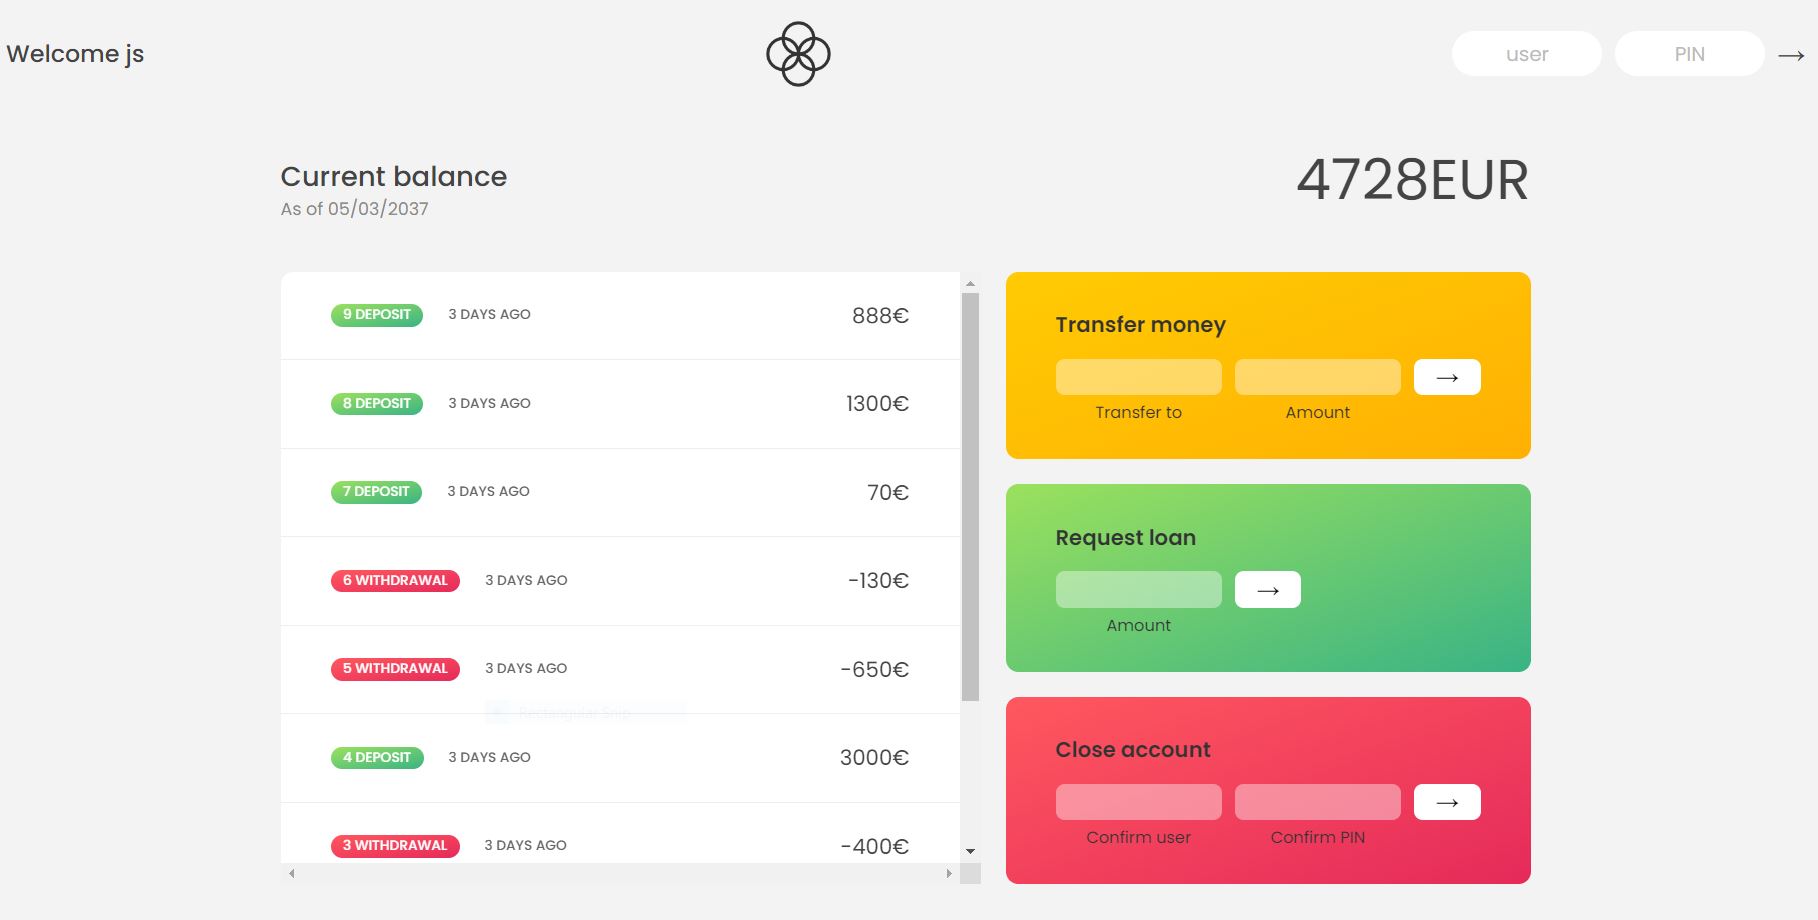 Welcome js
user
PIN
→
Current balance
As of 05/03/2037
4728EUR
9 DEPOSIT 3 DAYS AGO 888€
8 DEPOSIT 3 DAYS AGO 1300€
7 DEPOSIT 3 DAYS AGO 70€
6 WITHDRAWAL 3 DAYS AGO -130€
5 WITHDRAWAL 3 DAYS AGO -650€
Rectangular Snip
4 DEPOSIT 3 DAYS AGO 3000€
3 WITHDRAWAL 3 DAYS AGO -400€
Transfer money
→
Transfer to Amount
Request loan
→
Amount
Close account
→
Confirm user Confirm PIN